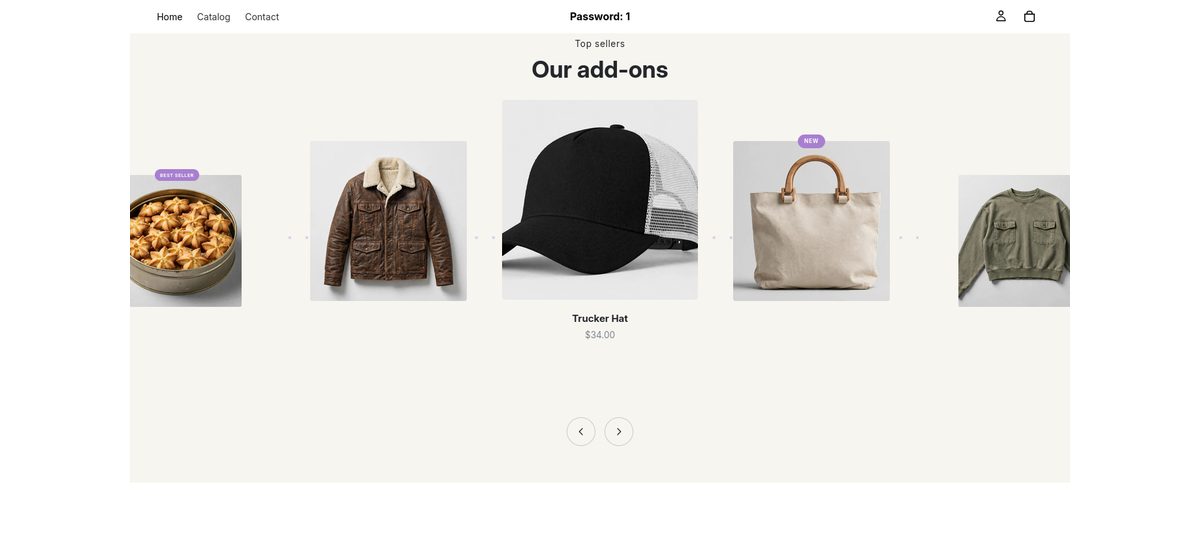 Home Catalog Contact
Password: 1
Top sellers
Our add-ons
BEST SELLER
NEW
Trucker Hat
$34.00